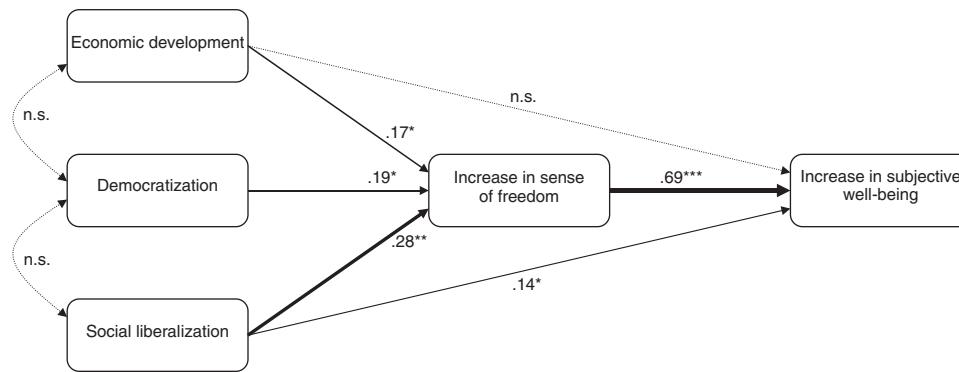 Economic development
n.s.
n.s.
.17*
Democratization
.19*
Increase in sense
of freedom
.69***
Increase in subjective
well-being
.28**
n.s.
.14*
Social liberalization